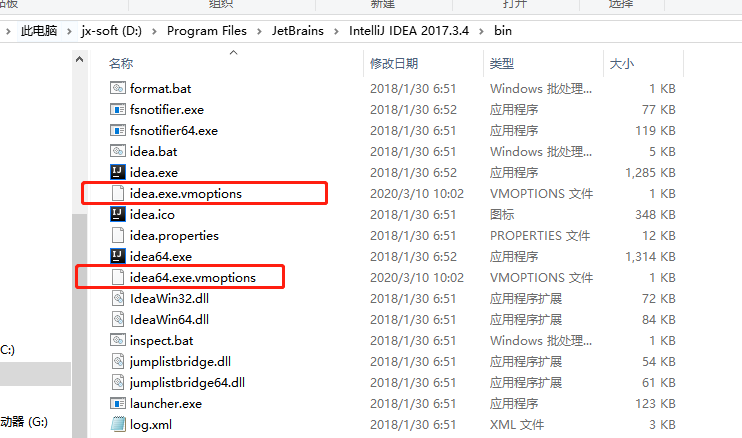 组织
新建
打开
选择
此电脑 > jx-soft (D:) > Program Files > JetBrains > IntelliJ IDEA 2017.3.4 > bin
名称 修改日期 类型 大小
format.bat 2018/1/30 6:51 Windows 批处理... 1 KB
fsnotifier.exe 2018/1/30 6:52 应用程序 77 KB
fsnotifier64.exe 2018/1/30 6:51 应用程序 119 KB
idea.bat 2018/1/30 6:51 Windows 批处理... 5 KB
idea.exe 2018/1/30 6:52 应用程序 1,285 KB
idea.exe.vmoptions 2020/3/10 10:02 VMOPTIONS 文件 1 KB
idea.ico 2018/1/30 6:51 图标 348 KB
idea.properties 2018/1/30 6:51 PROPERTIES 文件 12 KB
idea64.exe 2018/1/30 6:52 应用程序 1,314 KB
idea64.exe.vmoptions 2020/3/10 10:02 VMOPTIONS 文件 1 KB
IdeaWin32.dll 2018/1/30 6:51 应用程序扩展 72 KB
IdeaWin64.dll 2018/1/30 6:51 应用程序扩展 84 KB
inspect.bat 2018/1/30 6:51 Windows 批处理... 1 KB
C:)
jumplistbridge.dll 2018/1/30 6:51 应用程序扩展 54 KB
jumplistbridge64.dll 2018/1/30 6:51 应用程序扩展 61 KB
launcher.exe 2018/1/30 6:51 应用程序 123 KB
动器 (G:)
log.xml 2018/1/30 6:51 XML 文件 3 KB